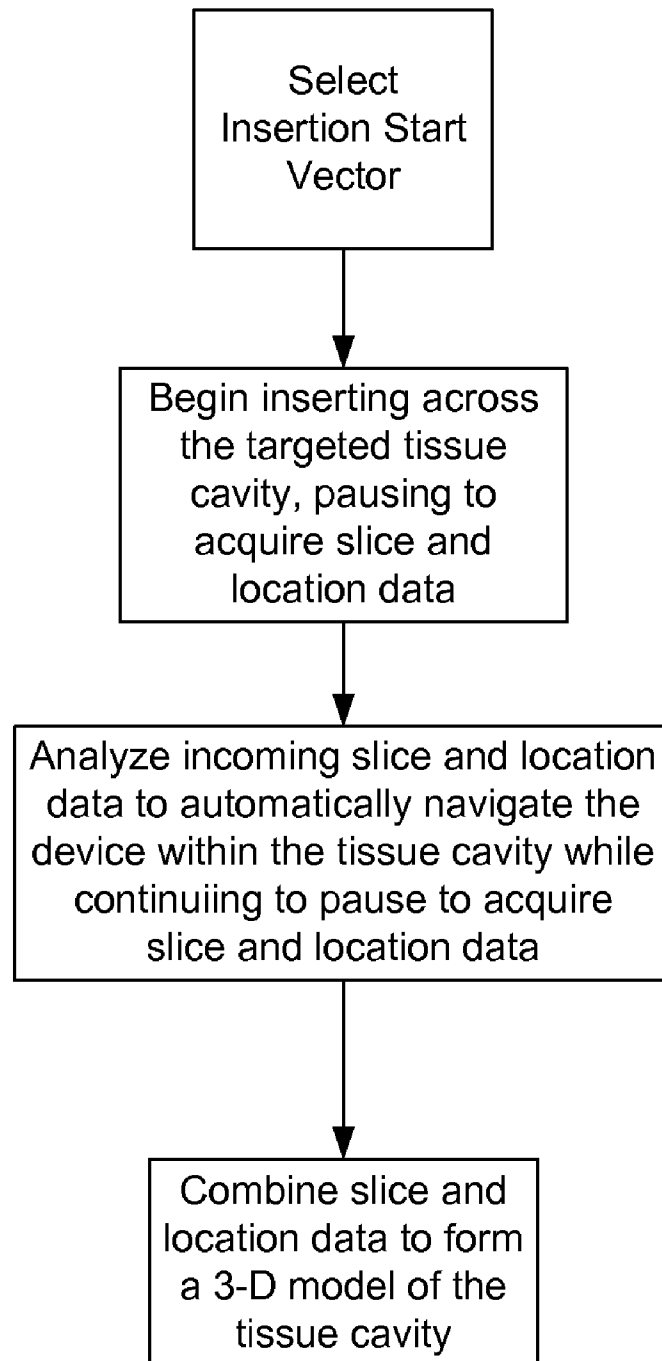 Select
Insertion Start
Vector
Begin inserting across
the targeted tissue
cavity, pausing to
acquire slice and
location data
Analyze incoming slice and location
data to automatically navigate the
device within the tissue cavity while
continuiing to pause to acquire
slice and location data
Combine slice and
location data to form
a 3-D model of the
tissue cavity